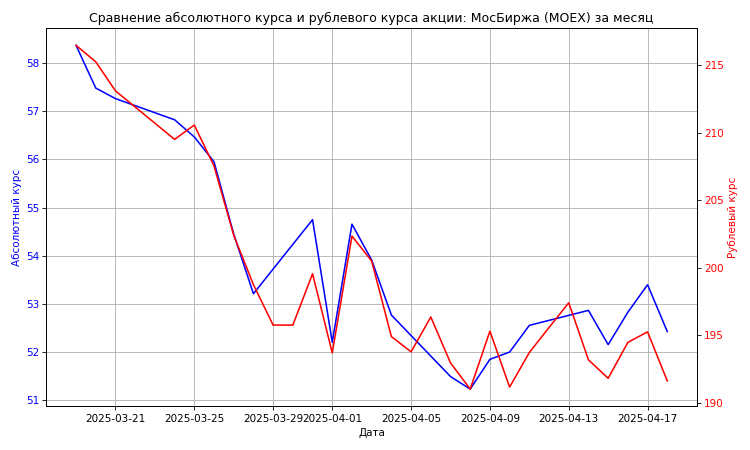 Сравнение абсолютного курса и рублевого курса акции: МосБиржа (MOEX) за месяц
58
57
56
55
54
53
52
51
Абсолютный курс
215
210
205
200
195
190
Рублевый курс
2025-03-21 2025-03-25 2025-03-29 2025-04-01 2025-04-05 2025-04-09 2025-04-13 2025-04-17
Дата